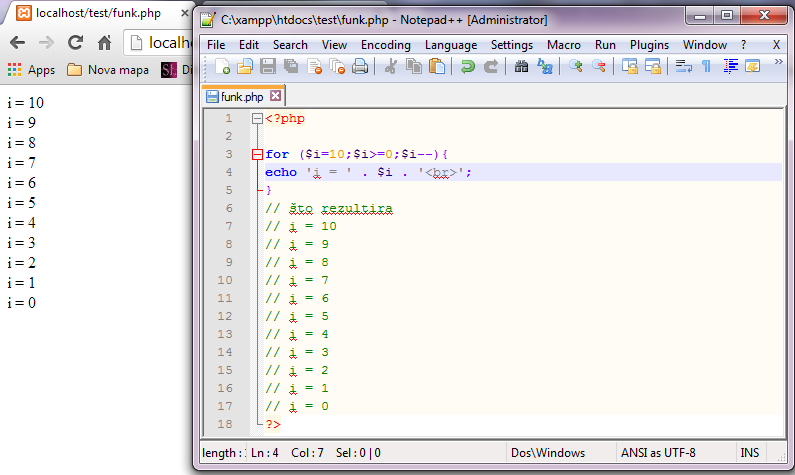 localhost/test/funk.php
localho
Apps
Nova mapa
Di
i = 10
i = 9
i = 8
i = 7
i = 6
i = 5
i = 4
i = 3
i = 2
i = 1
i = 0
C:\xampp\htdocs\test\funk.php - Notepad++ [Administrator]
File Edit Search View Encoding Language Settings Macro Run Plugins Window ? X
funk.php
1 <?php
2
3 for ($i=10;$i>=0;$i--){
4 echo 'i = ' . $i . '<br>';
5 }
6 // što rezultira
7 // i = 10
8 // i = 9
9 // i = 8
10 // i = 7
11 // i = 6
12 // i = 5
13 // i = 4
14 // i = 3
15 // i = 2
16 // i = 1
17 // i = 0
18 ?>
length : Ln : 4 Col : 7 Sel : 0 | 0 Dos\Windows ANSI as UTF-8 INS